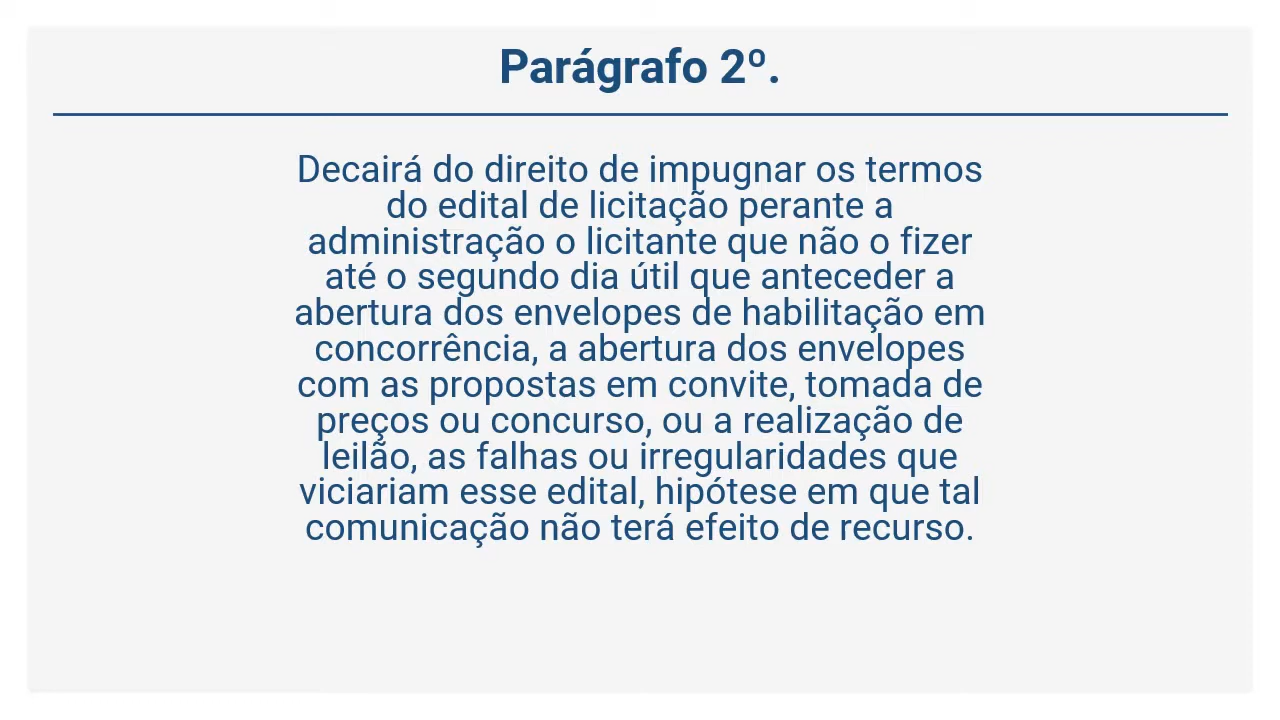 Parágrafo 2º.
Decairá do direito de impugnar os termos
do edital de licitação perante a
administração o licitante que não o fizer
até o segundo dia útil que anteceder a
abertura dos envelopes de habilitação em
concorrência, a abertura dos envelopes
com as propostas em convite, tomada de
preços ou concurso, ou a realização de
leilão, as falhas ou irregularidades que
viciariam esse edital, hipótese em que tal
comunicação não terá efeito de recurso.